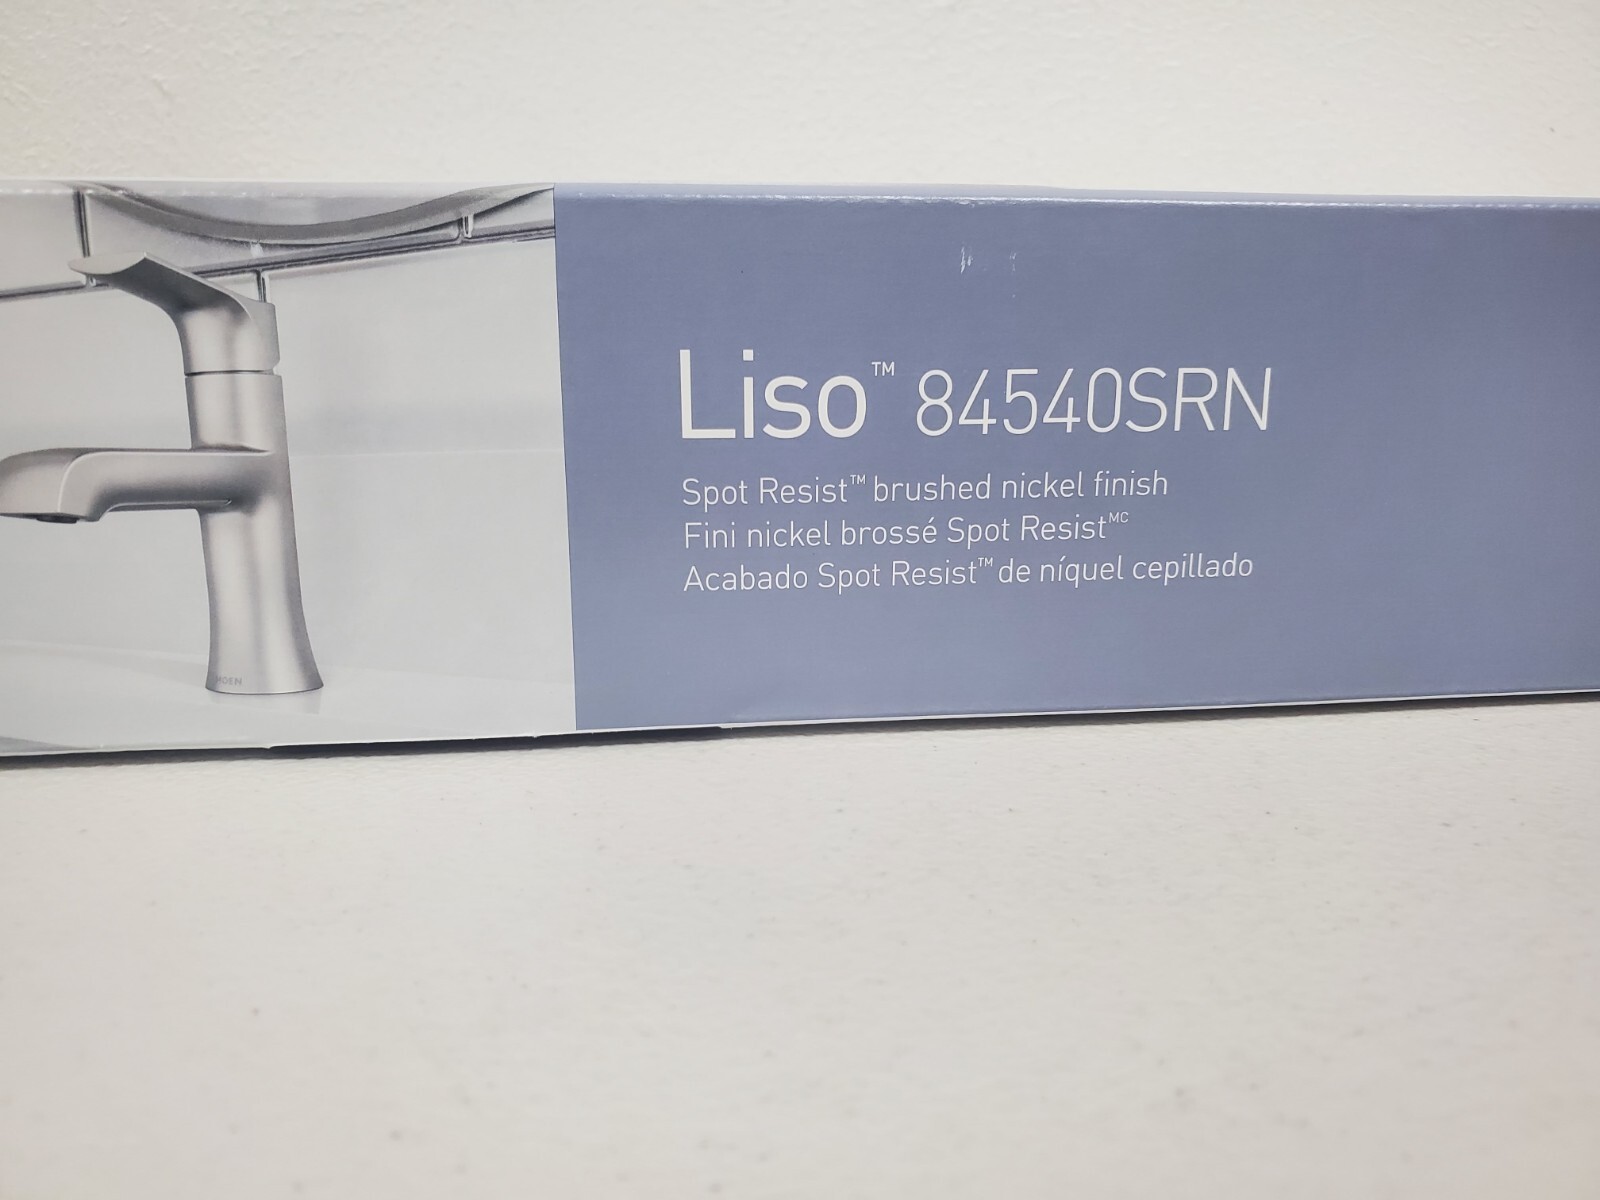 Liso™ 84540SRN
Spot Resist™ brushed nickel finish
Fini nickel brossé Spot Resist^MC
Acabado Spot Resist™ de níquel cepillado
MOEN